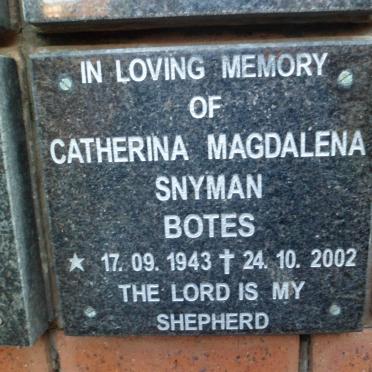 IN LOVING MEMORY
OF
CATHERINA MAGDALENA
SNYMAN
BOTES
★ 17. 09. 1943 † 24. 10. 2002
THE LORD IS MY
SHEPHERD